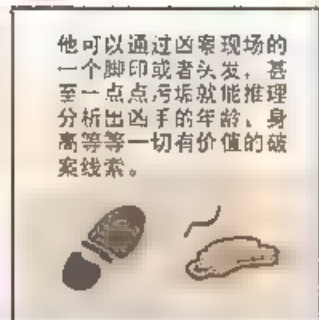 他可以通过凶案现场的
一个脚印或者头发，甚
至一点点污垢就能推理
分析出凶手的年龄、身
高等等一切有价值的破
案线索。